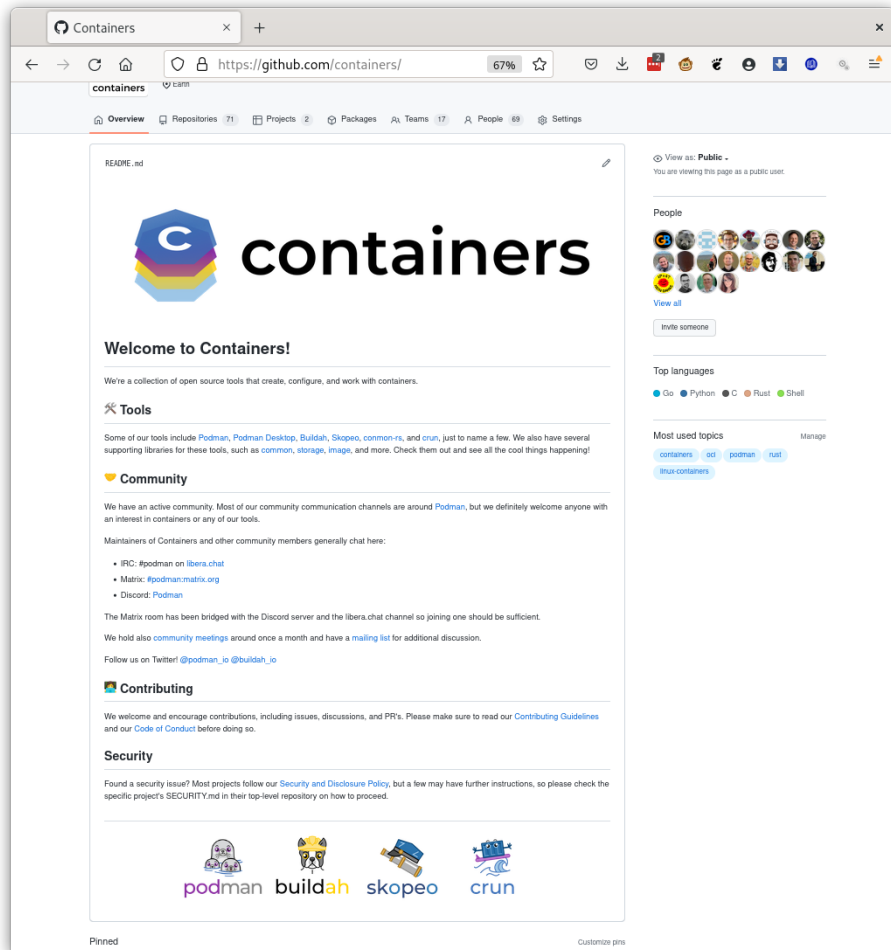 Containers
https://github.com/containers/
67%
2
containers
Earth
Overview
Repositories 71
Projects 2
Packages
Teams 17
People 69
Settings
README.md
C containers
Welcome to Containers!
We're a collection of open source tools that create, configure, and work with containers.
Tools
Some of our tools include Podman, Podman Desktop, Buildah, Skopeo, conmon-rs, and crun, just to name a few. We also have several
supporting libraries for these tools, such as common, storage, image, and more. Check them out and see all the cool things happening!
Community
We have an active community. Most of our community communication channels are around Podman, but we definitely welcome anyone with
an interest in containers or any of our tools.
Maintainers of Containers and other community members generally chat here:
• IRC: #podman on libera.chat
• Matrix: #podman:matrix.org
• Discord: Podman
The Matrix room has been bridged with the Discord server and the libera.chat channel so joining one should be sufficient.
We hold also community meetings around once a month and have a mailing list for additional discussion.
Follow us on Twitter! @podman_io @buildah_io
Contributing
We welcome and encourage contributions, including issues, discussions, and PR's. Please make sure to read our Contributing Guidelines
and our Code of Conduct before doing so.
Security
Found a security issue? Most projects follow our Security and Disclosure Policy, but a few may have further instructions, so please check the
specific project's SECURITY.md in their top-level repository on how to proceed.
podman buildah skopeo crun
Pinned
Customize pins
View as: Public
You are viewing this page as a public user.
People
View all
Invite someone
Top languages
Go Python C Rust Shell
Most used topics
Manage
containers oci podman rust
linux-containers